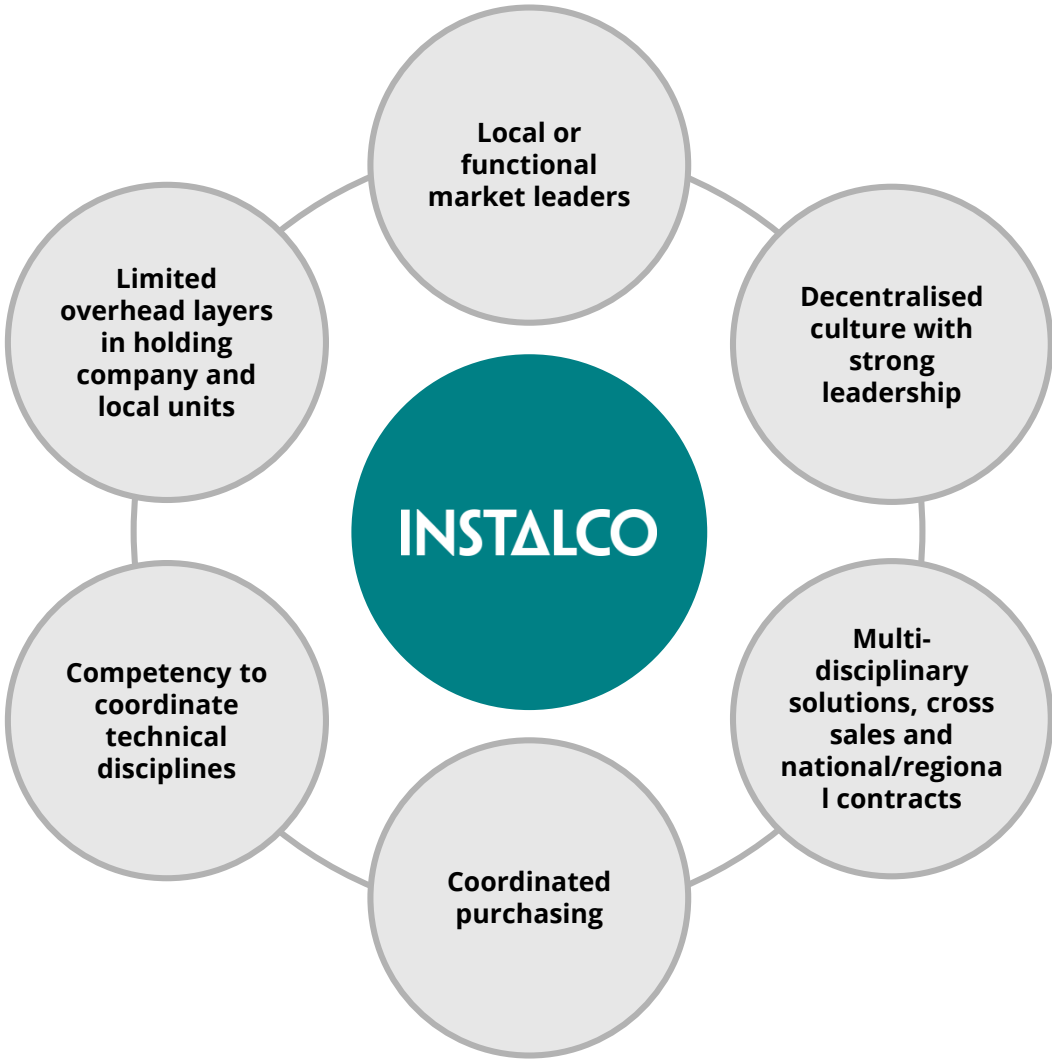 Local or
functional
market leaders
Decentralised
culture with
strong
leadership
Multi-
disciplinary
solutions, cross
sales and
national/regiona
l contracts
Coordinated
purchasing
Competency to
coordinate
technical
disciplines
Limited
overhead layers
in holding
company and
local units
INSTALCO